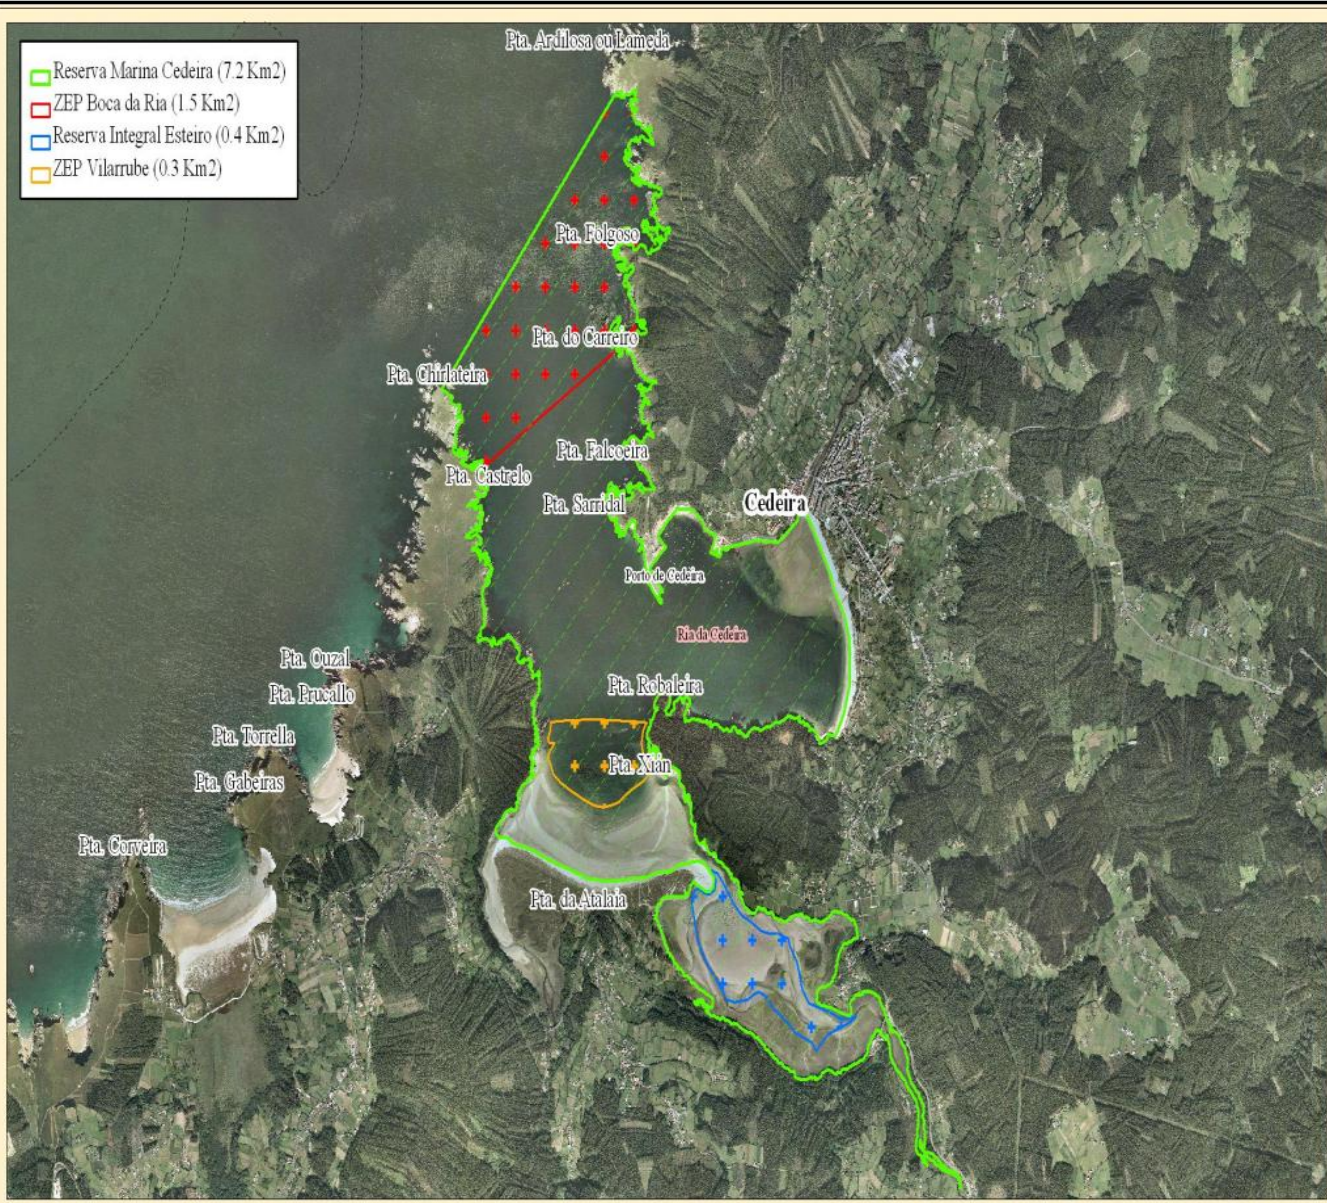 Pta. Ardilosa ou Lameda
Reserva Marina Cedeira (7.2 Km2)
ZEP Boca da Ria (1.5 Km2)
Reserva Integral Esteiro (0.4 Km2)
ZEP Vilarrube (0.3 Km2)
Pta. Folgoso
Pta. do Carreiro
Pta. Chirlateira
Pta. Falcoeira
Pta. Castrelo
Pta. Sarridal
Cedeira
Porto de Cedeira
Ria da Cedeira
Pta. Ouzal
Pta. Robaleira
Pta. Prucallo
Pta. Torrella
Pta. Xián
Pta. Gabeiras
Pta. Corveira
Pta. da Atalaia